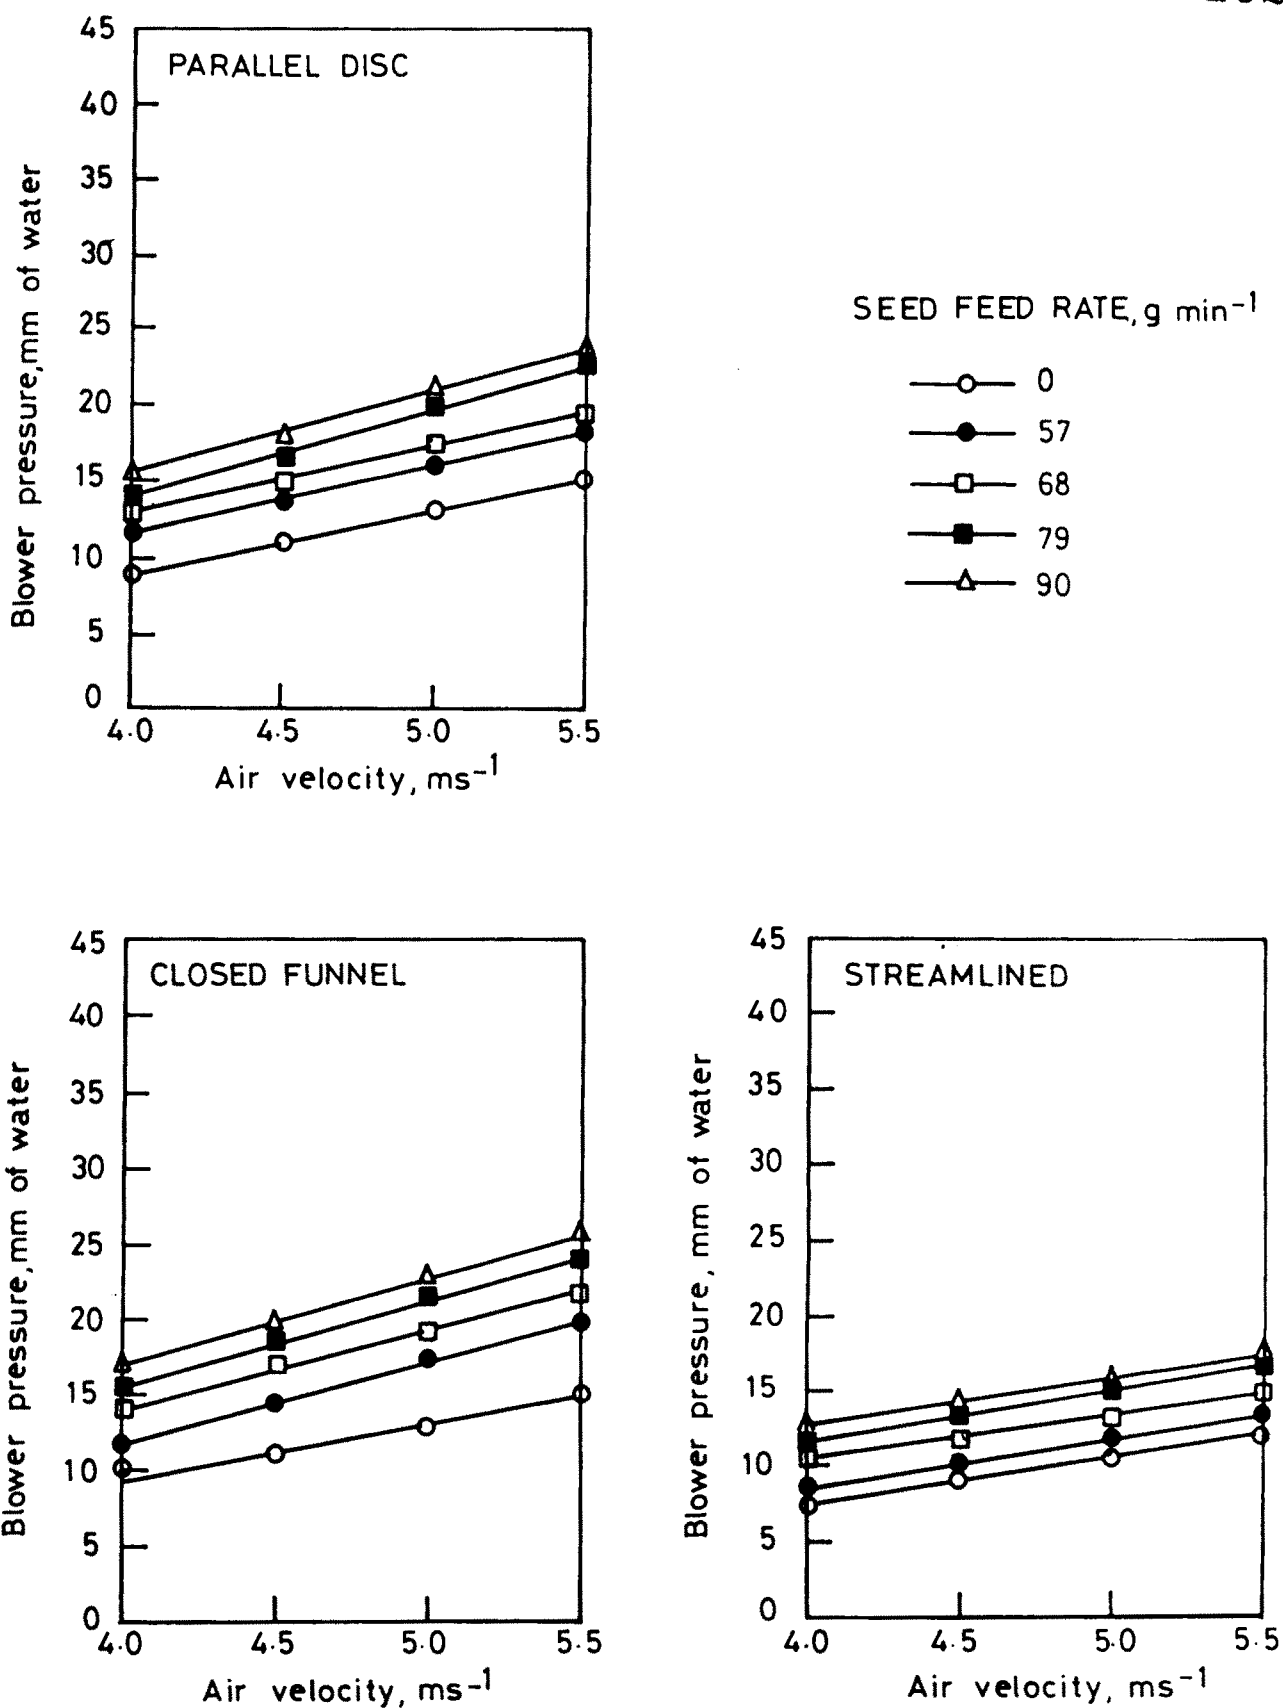 PARALLEL DISC
45
40
35
30
25
20
15
10
5
0
4.0 4.5 5.0 5.5
Air velocity, ms⁻¹
Blower pressure, mm of water
SEED FEED RATE, g min⁻¹
0
57
68
79
90
CLOSED FUNNEL
45
40
35
30
25
20
15
10
5
0
4.0 4.5 5.0 5.5
Air velocity, ms⁻¹
Blower pressure, mm of water
STREAMLINED
45
40
35
30
25
20
15
10
5
0
4.0 4.5 5.0 5.5
Air velocity, ms⁻¹
Blower pressure, mm of water